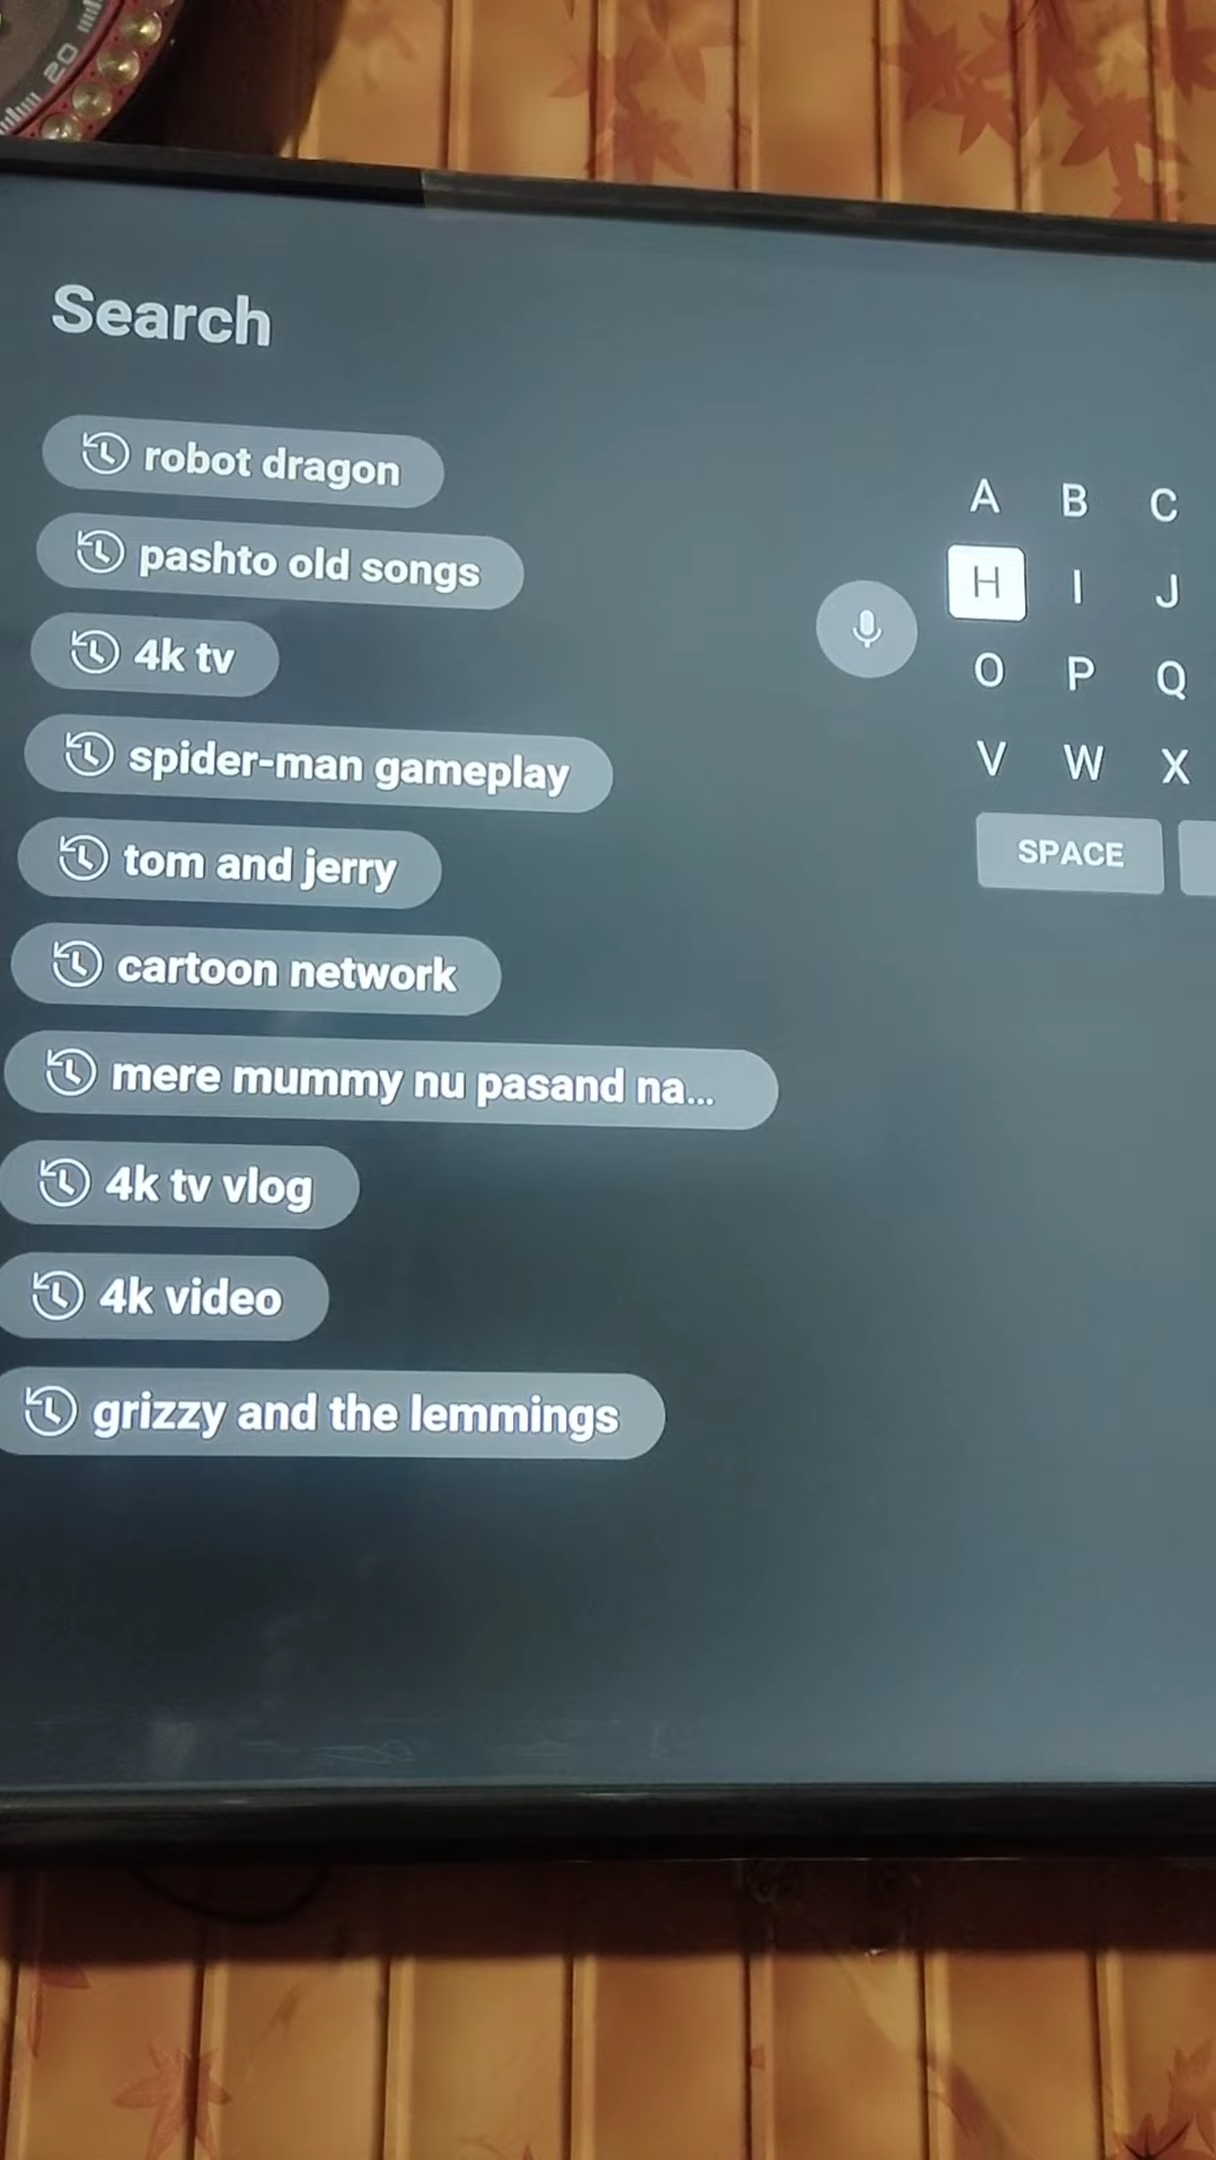 20
Search
robot dragon
pashto old songs
4k tv
spider-man gameplay
tom and jerry
cartoon network
mere mummy nu pasand na...
4k tv vlog
4k video
grizzy and the lemmings
A B C
H I J
O P Q
V W X
SPACE